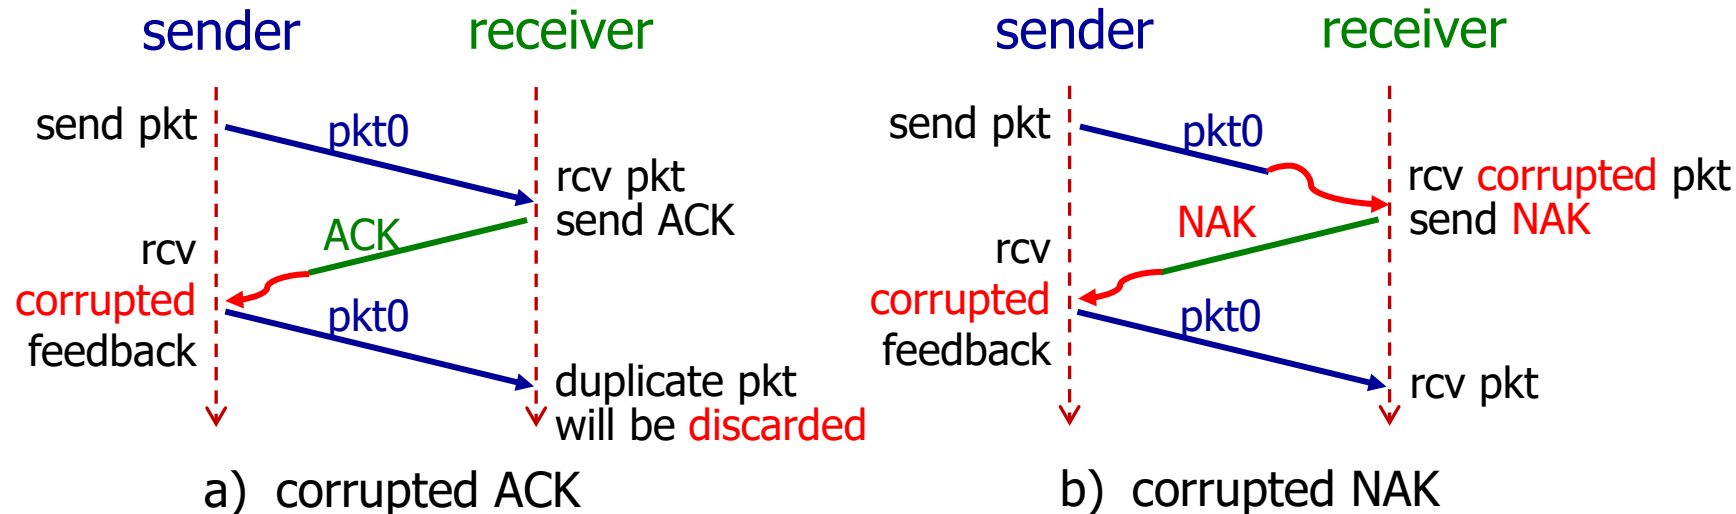 sender
receiver
send pkt
pkt0
rcv pkt
send ACK
ACK
rcv
corrupted
feedback
pkt0
duplicate pkt
will be discarded
a) corrupted ACK
sender
receiver
send pkt
pkt0
rcv corrupted pkt
send NAK
NAK
rcv
corrupted
feedback
pkt0
rcv pkt
b) corrupted NAK